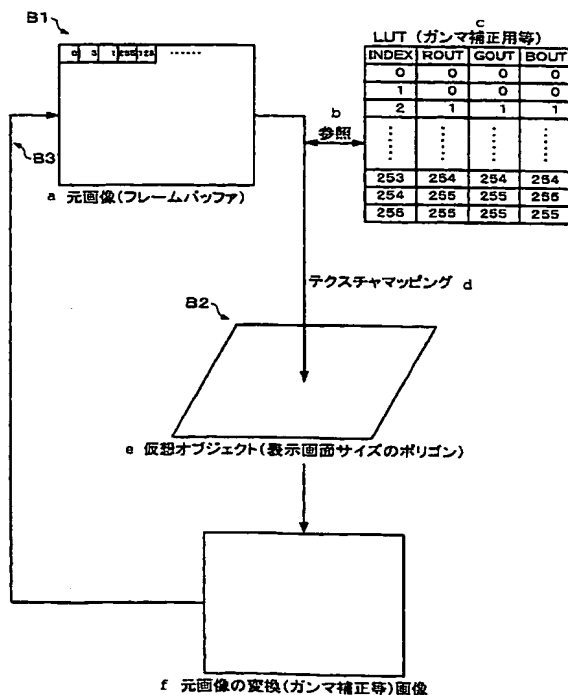 B1
0 3 1 ......
c
LUT (ガンマ補正用等)
INDEX ROUT GOUT BOUT
0 0 0 0
1 0 0 0
2 1 1 1
253 254 254 254
254 255 255 255
255 255 255 255
b
参照
B3
a 元画像(フレームバッファ)
テクスチャマッピング d
B2
e 仮想オブジェクト(表示画面サイズのポリゴン)
f 元画像の変換(ガンマ補正等)画像